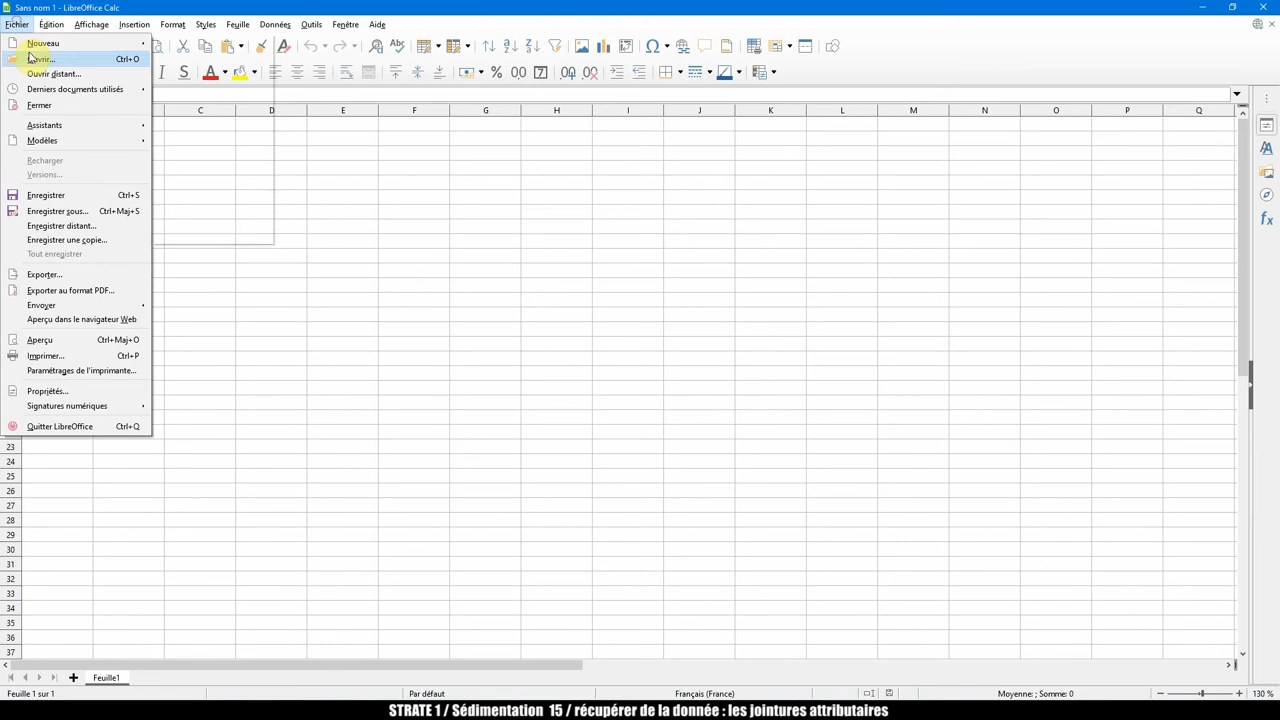 Sans nom 1 - LibreOffice Calc
Fichier Édition Affichage Insertion Format Styles Feuille Données Outils Fenêtre Aide
Nouveau
Ctrl+O
Ouvrir distant...
Derniers documents utilisés
Fermer
Assistants
Modèles
Recharger
Versions...
Enregistrer Ctrl+S
Enregistrer sous... Ctrl+Maj+S
Enregistrer distant...
Enregistrer une copie...
Tout enregistrer
Exporter...
Exporter au format PDF...
Envoyer
Aperçu dans le navigateur Web
Aperçu Ctrl+Maj+O
Imprimer... Ctrl+P
Paramétrages de l'imprimante...
Propriétés...
Signatures numériques
Quitter LibreOffice Ctrl+Q
C D E F G H I J K L M N O P Q
23
24
25
26
27
28
29
30
31
32
33
34
35
36
37
Feuille1
Feuille 1 sur 1 Par défaut Français (France) Moyenne: ; Somme: 0 130 %
STRATE 1 / Sédimentation 15 / récupérer de la donnée : les jointures attributaires